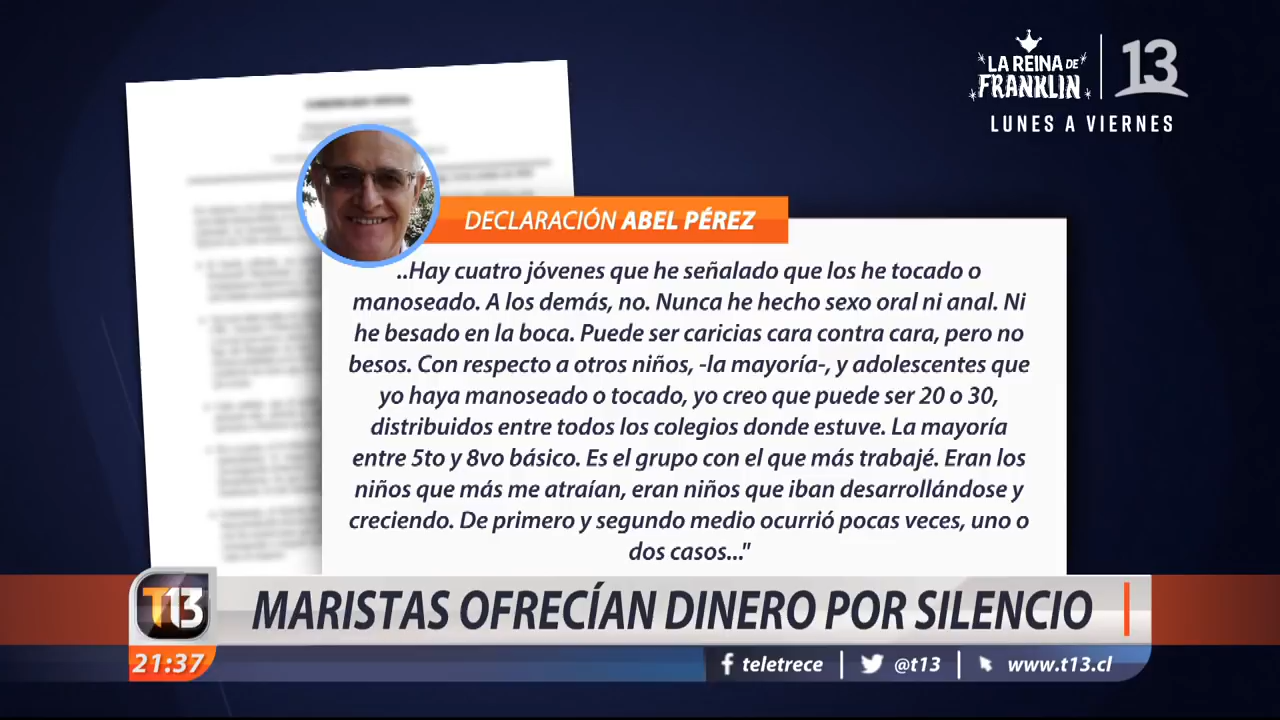 LA REINA DE
FRANKLIN
13
LUNES A VIERNES
DECLARACIÓN ABEL PÉREZ
..Hay cuatro jóvenes que he señalado que los he tocado o
manoseado. A los demás, no. Nunca he hecho sexo oral ni anal. Ni
he besado en la boca. Puede ser caricias cara contra cara, pero no
besos. Con respecto a otros niños, -la mayoría-, y adolescentes que
yo haya manoseado o tocado, yo creo que puede ser 20 o 30,
distribuidos entre todos los colegios donde estuve. La mayoría
entre 5to y 8vo básico. Es el grupo con el que más trabajé. Eran los
niños que más me atraían, eran niños que iban desarrollándose y
creciendo. De primero y segundo medio ocurrió pocas veces, uno o
dos casos..."
T13
MARISTAS OFRECÍAN DINERO POR SILENCIO
21:37
teletrece
@t13
www.t13.cl